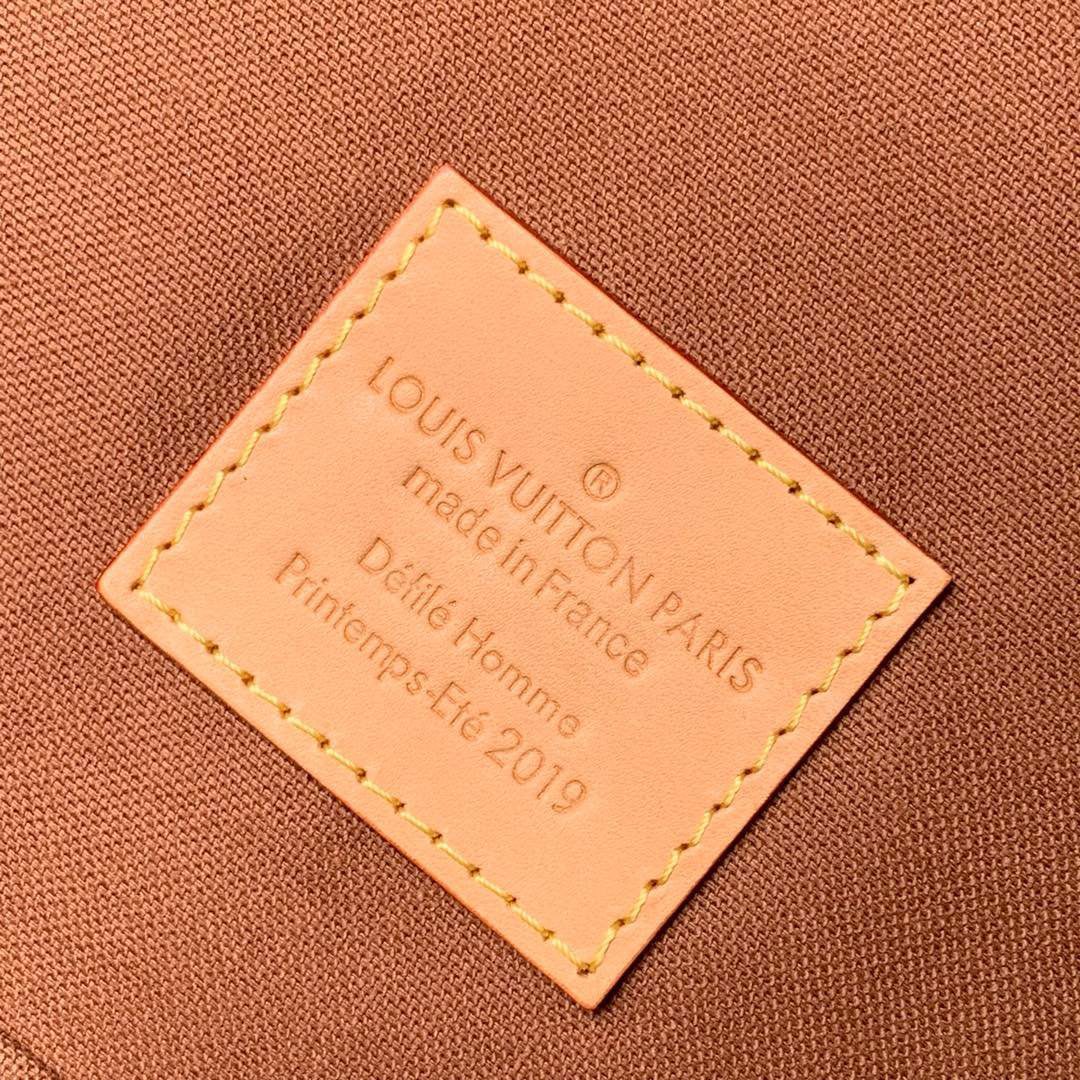 ®
LOUIS VUITTON PARIS
made in France
Défilé Homme
Printemps-Eté 2019